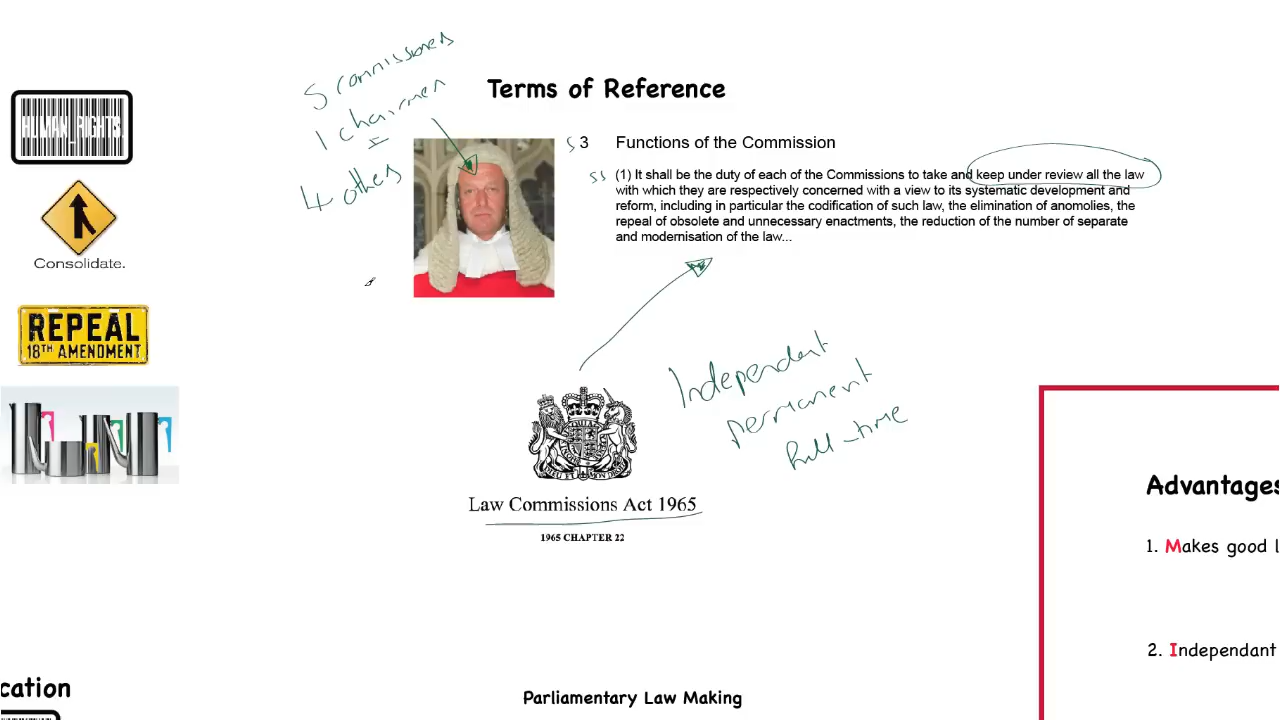 5 commissioners
1 chairman
4 others
Terms of Reference
S 3 Functions of the Commission
SS (1) It shall be the duty of each of the Commissions to take and keep under review all the law
with which they are respectively concerned with a view to its systematic development and
reform, including in particular the codification of such law, the elimination of anomolies, the
repeal of obsolete and unnecessary enactments, the reduction of the number of separate
and modernisation of the law...
HUMAN_RIGHTS
Consolidate.
REPEAL
18TH AMENDMENT
Independent
permanent
full-time
Law Commissions Act 1965
1965 CHAPTER 22
Advantages
1. Makes good
2. Independant
cation
Parliamentary Law Making